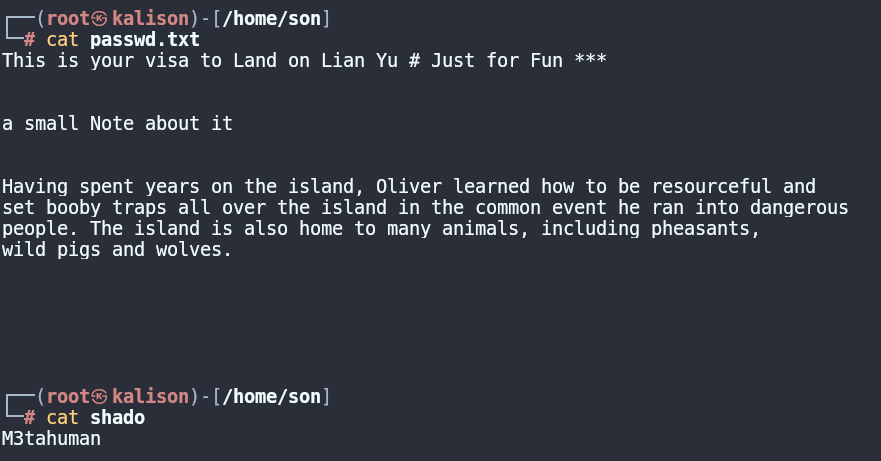 ┌──(root㉿kalison)-[/home/son]
└─# cat passwd.txt
This is your visa to Land on Lian Yu # Just for Fun ***
a small Note about it
Having spent years on the island, Oliver learned how to be resourceful and
set booby traps all over the island in the common event he ran into dangerous
people. The island is also home to many animals, including pheasants,
wild pigs and wolves.
┌──(root㉿kalison)-[/home/son]
└─# cat shado
M3tahuman